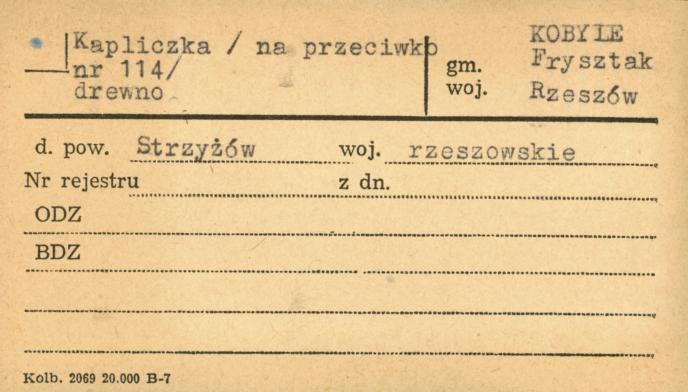 Kapliczka / na przeciwko
nr 114/
drewno
KOBYLE
gm. Frysztak
woj. Rzeszów
d. pow. Strzyżów woj. rzeszowskie
Nr rejestru z dn.
ODZ
BDZ
Kolb. 2069 20.000 B-7